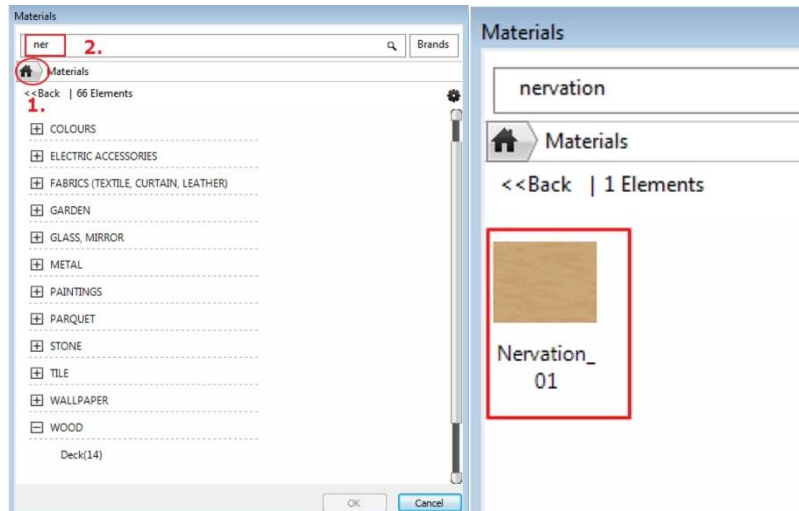 Materials
ner 2. Brands
Materials
<<Back | 66 Elements
1.
COLOURS
ELECTRIC ACCESSORIES
FABRICS (TEXTILE, CURTAIN, LEATHER)
GARDEN
GLASS, MIRROR
METAL
PAINTINGS
PARQUET
STONE
TILE
WALLPAPER
WOOD
Deck(14)
OK Cancel
Materials
nervation
Materials
<<Back | 1 Elements
Nervation_
01